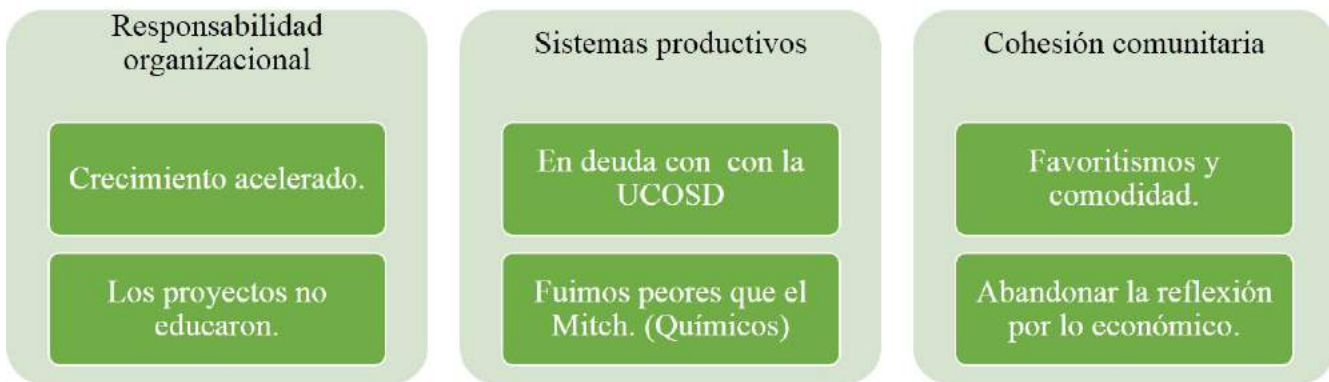 Responsabilidad
organizacional
Crecimiento acelerado.
Los proyectos no
educaron.
Sistemas productivos
En deuda con con la
UCOSD
Fuimos peores que el
Mitch. (Químicos)
Cohesión comunitaria
Favoritismos y
comodidad.
Abandonar la reflexión
por lo económico.